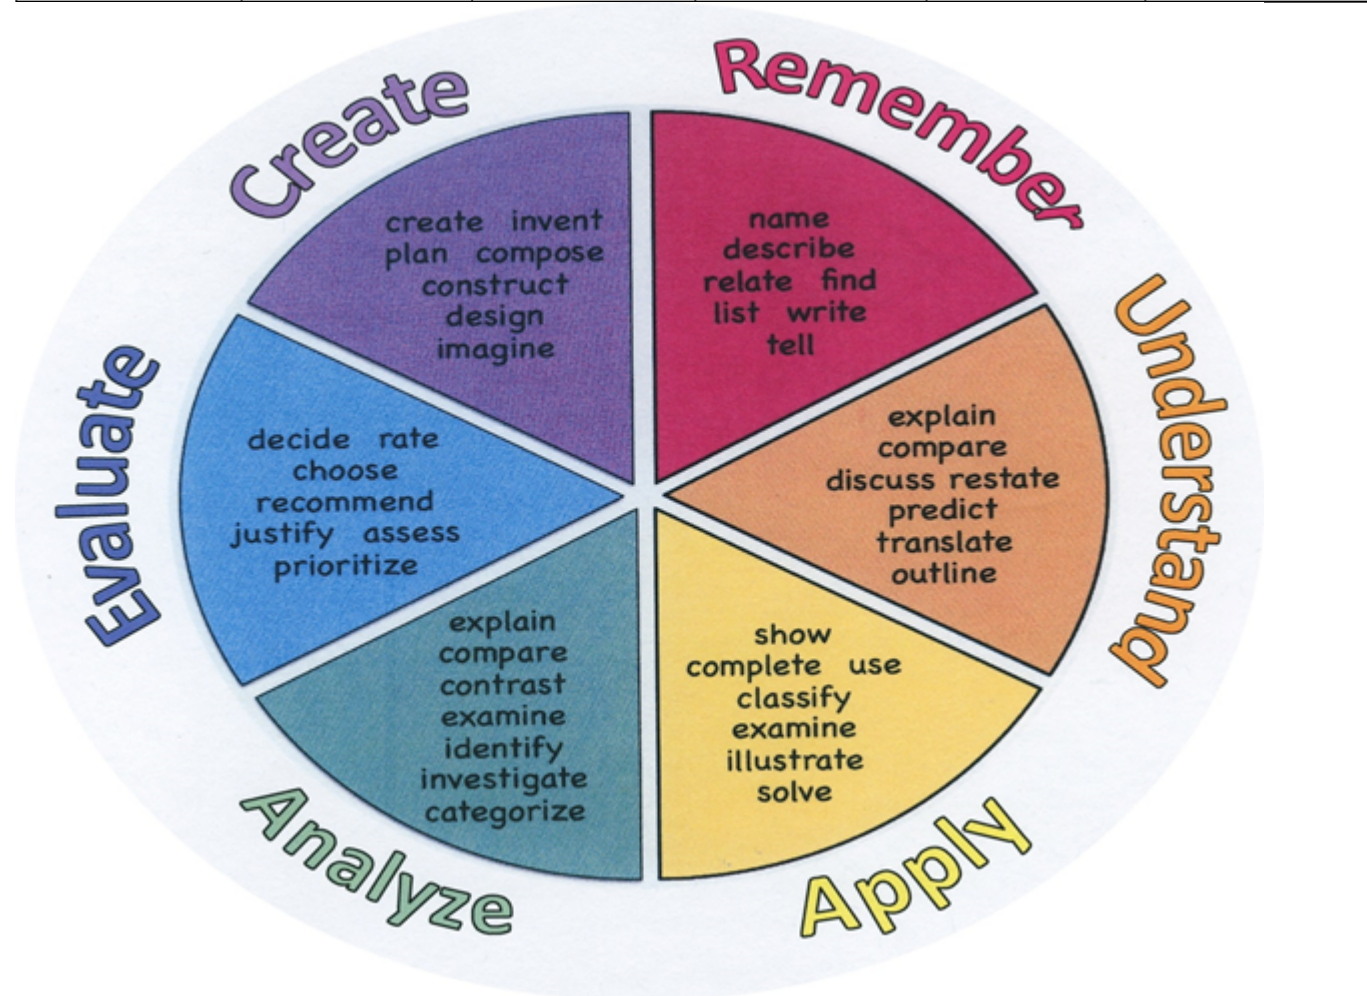 Remember
name
describe
relate find
list write
tell
Understand
explain
compare
discuss restate
predict
translate
outline
Apply
show
complete use
classify
examine
illustrate
solve
Analyze
explain
compare
contrast
examine
identify
investigate
categorize
Evaluate
decide rate
choose
recommend
justify assess
prioritize
Create
create invent
plan compose
construct
design
imagine